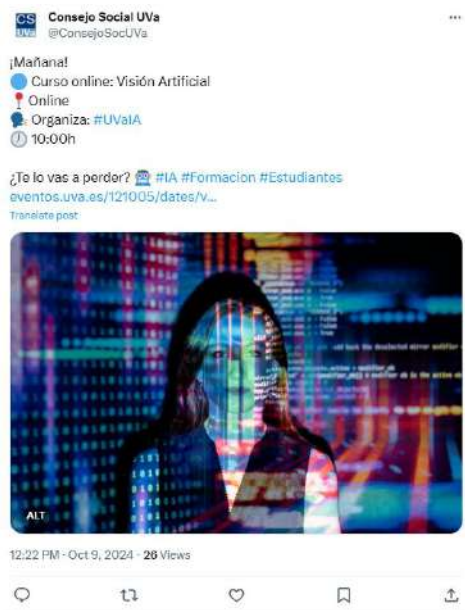 CS
UVa
Consejo Social UVa
@ConsejoSocUVa
¡Mañana!
Curso online: Visión Artificial
Online
Organiza: #UVaIA
10:00h
¿Te lo vas a perder? #IA #Formacion #Estudiantes
eventos.uva.es/121005/dates/v...
Translate post
ALT
12:22 PM · Oct 9, 2024 · 26 Views